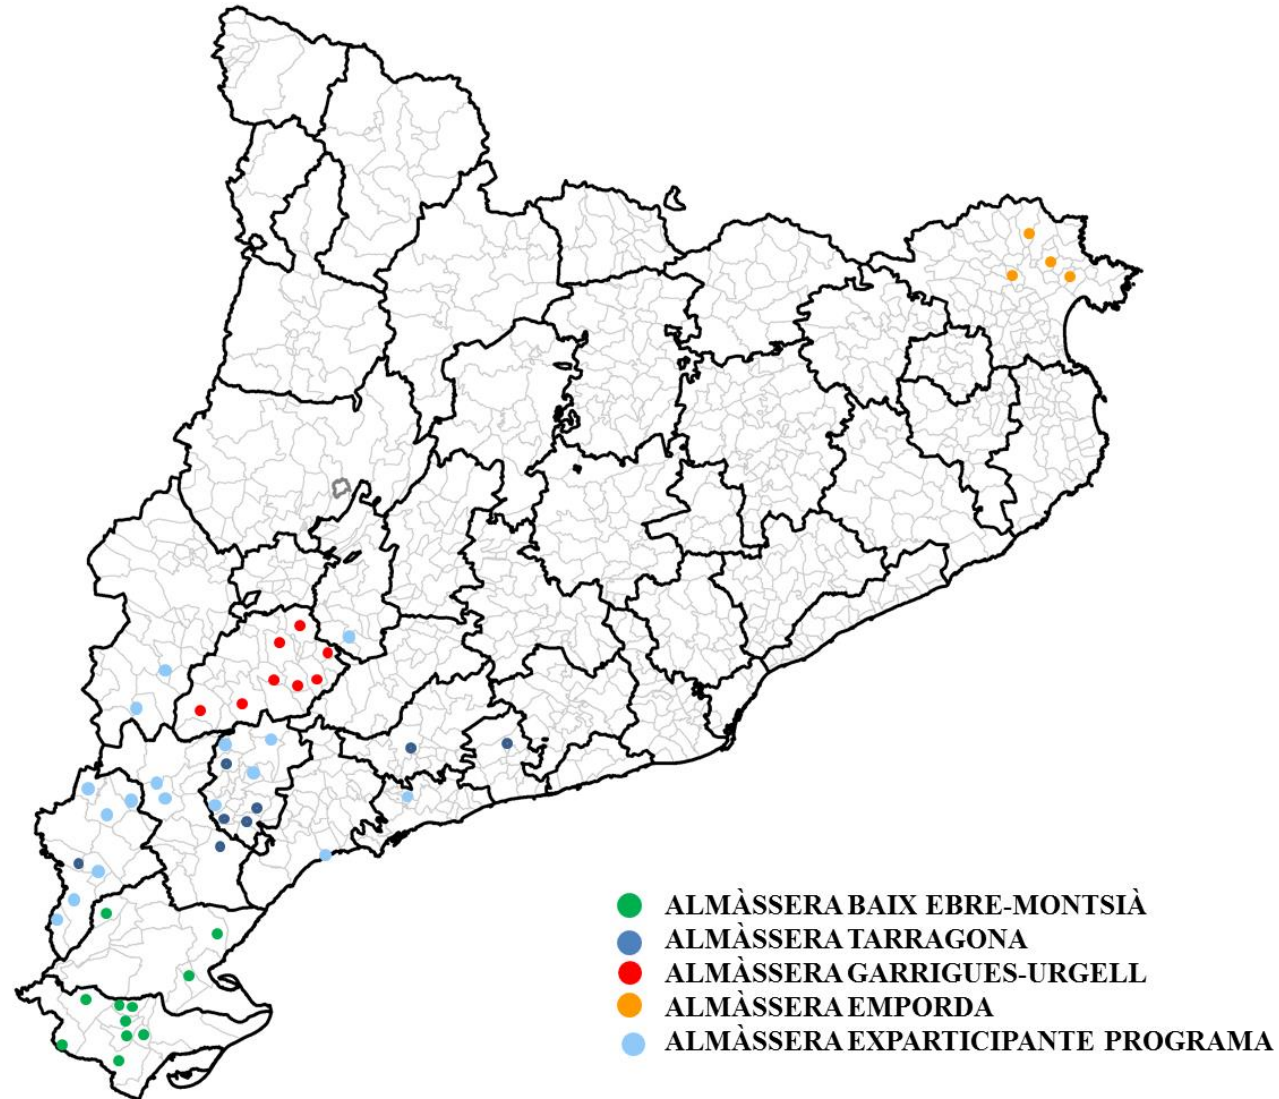 ALMÀSSERA BAIX EBRE-MONTSIÀ
ALMÀSSERA TARRAGONA
ALMÀSSERA GARRIGUES-URGELL
ALMÀSSERA EMPORDA
ALMÀSSERA EXPARTICIPANTE PROGRAMA